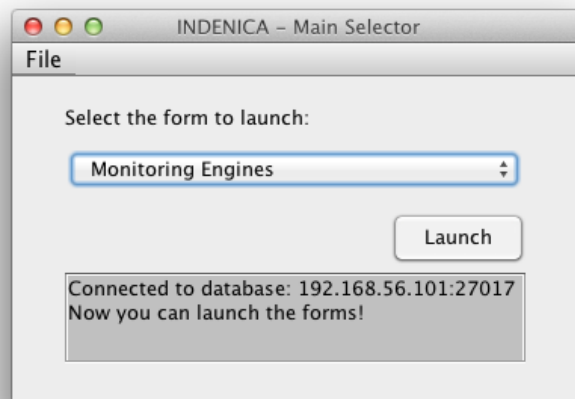 INDENICA – Main Selector
File
Select the form to launch:
Monitoring Engines
Launch
Connected to database: 192.168.56.101:27017
Now you can launch the forms!